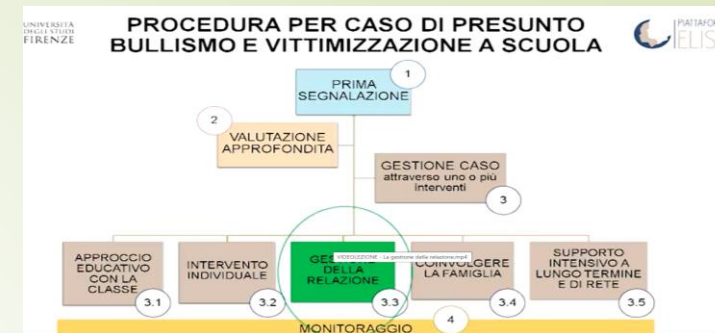 UNIVERSITÀ
DEGLI STUDI
FIRENZE
PROCEDURA PER CASO DI PRESUNTO
BULLISMO E VITTIMIZZAZIONE A SCUOLA
PIATTAFOR
ELIS
1
PRIMA
SEGNALAZIONE
2
VALUTAZIONE
APPROFONDITA
GESTIONE CASO
attraverso uno o più
interventi
3
APPROCCIO
EDUCATIVO
CON LA
CLASSE
3.1
INTERVENTO
INDIVIDUALE
3.2
VIDEOLEZIONE - La gestione della relazione.mp4
DELLA
RELAZIONE
3.3
COINVOLGERE
LA FAMIGLIA
3.4
SUPPORTO
INTENSIVO A
LUNGO TERMINE
E DI RETE
3.5
MONITORAGGIO
4